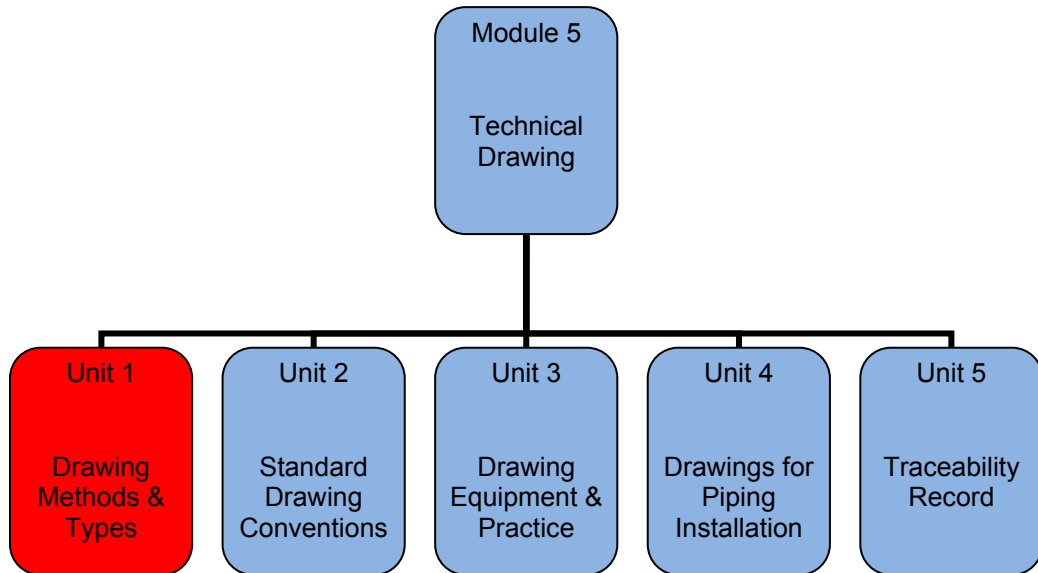 Module 5
Technical
Drawing
Unit 1
Drawing
Methods &
Types
Unit 2
Standard
Drawing
Conventions
Unit 3
Drawing
Equipment &
Practice
Unit 4
Drawings for
Piping
Installation
Unit 5
Traceability
Record